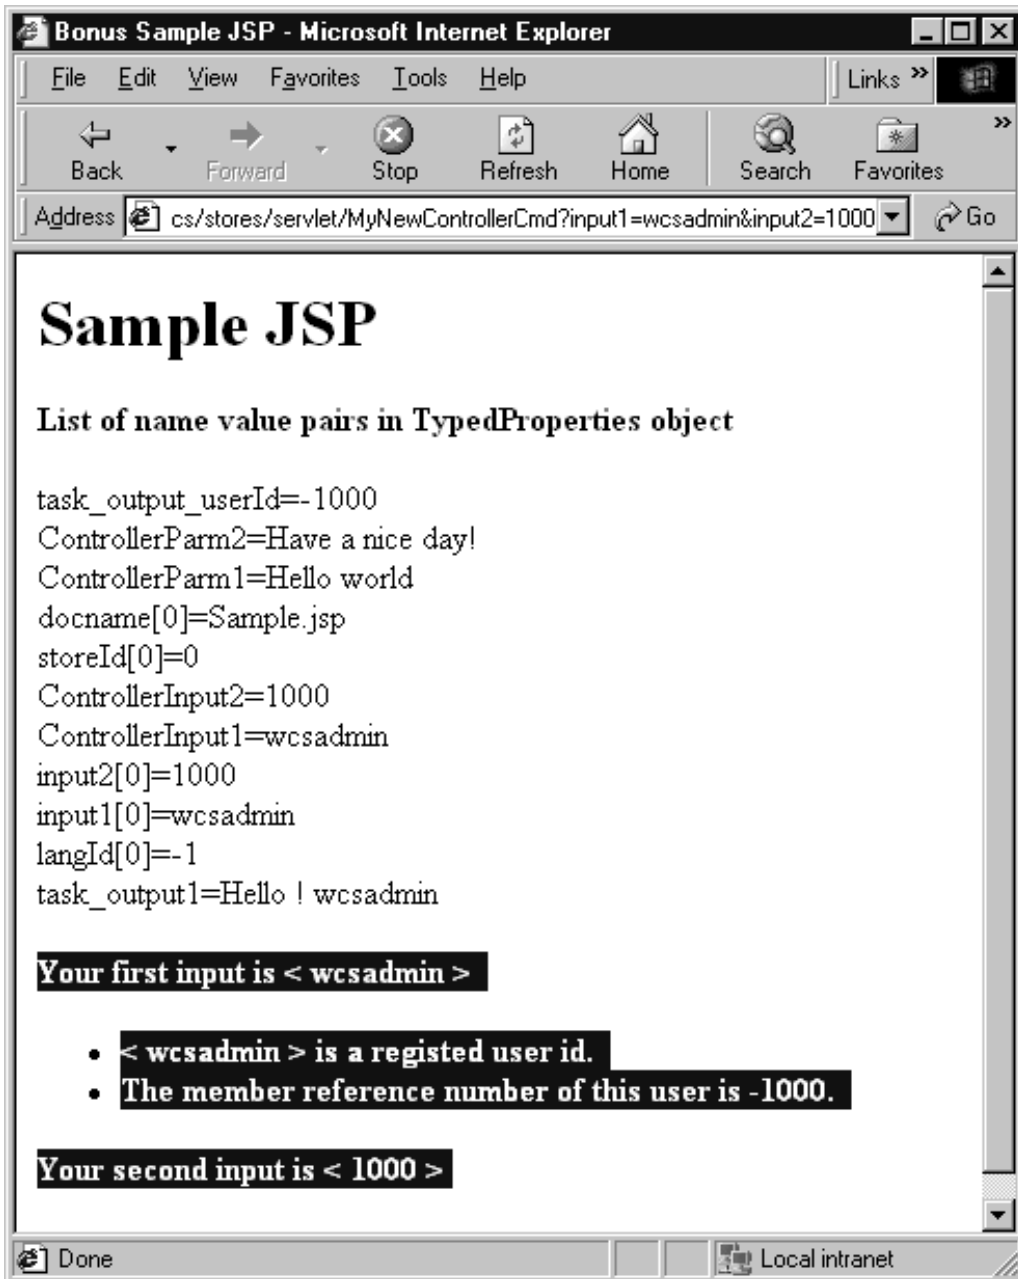 Bonus Sample JSP - Microsoft Internet Explorer
File Edit View Favorites Tools Help Links »
Back Forward Stop Refresh Home Search Favorites »
Address cs/stores/servlet/MyNewControllerCmd?input1=wcsadmin&input2=1000 Go
Sample JSP
List of name value pairs in TypedProperties object
task_output_userId=-1000
ControllerParm2=Have a nice day!
ControllerParm1=Hello world
docname[0]=Sample.jsp
storeId[0]=0
ControllerInput2=1000
ControllerInput1=wcsadmin
input2[0]=1000
input1[0]=wcsadmin
langId[0]=-1
task_output1=Hello ! wcsadmin
Your first input is < wcsadmin >
• < wcsadmin > is a registed user id.
• The member reference number of this user is -1000.
Your second input is < 1000 >
Done Local intranet